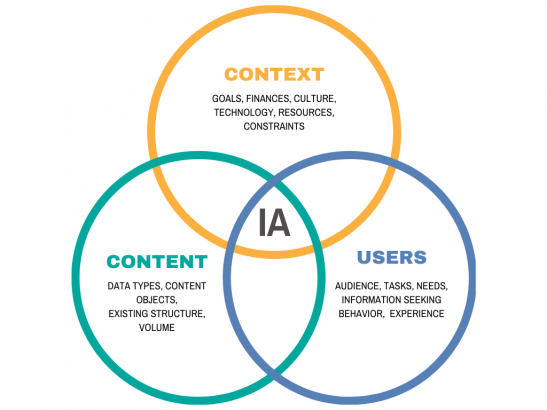 CONTEXT
GOALS, FINANCES, CULTURE,
TECHNOLOGY, RESOURCES,
CONSTRAINTS
IA
CONTENT
DATA TYPES, CONTENT
OBJECTS,
EXISTING STRUCTURE,
VOLUME
USERS
AUDIENCE, TASKS, NEEDS,
INFORMATION SEEKING
BEHAVIOR, EXPERIENCE